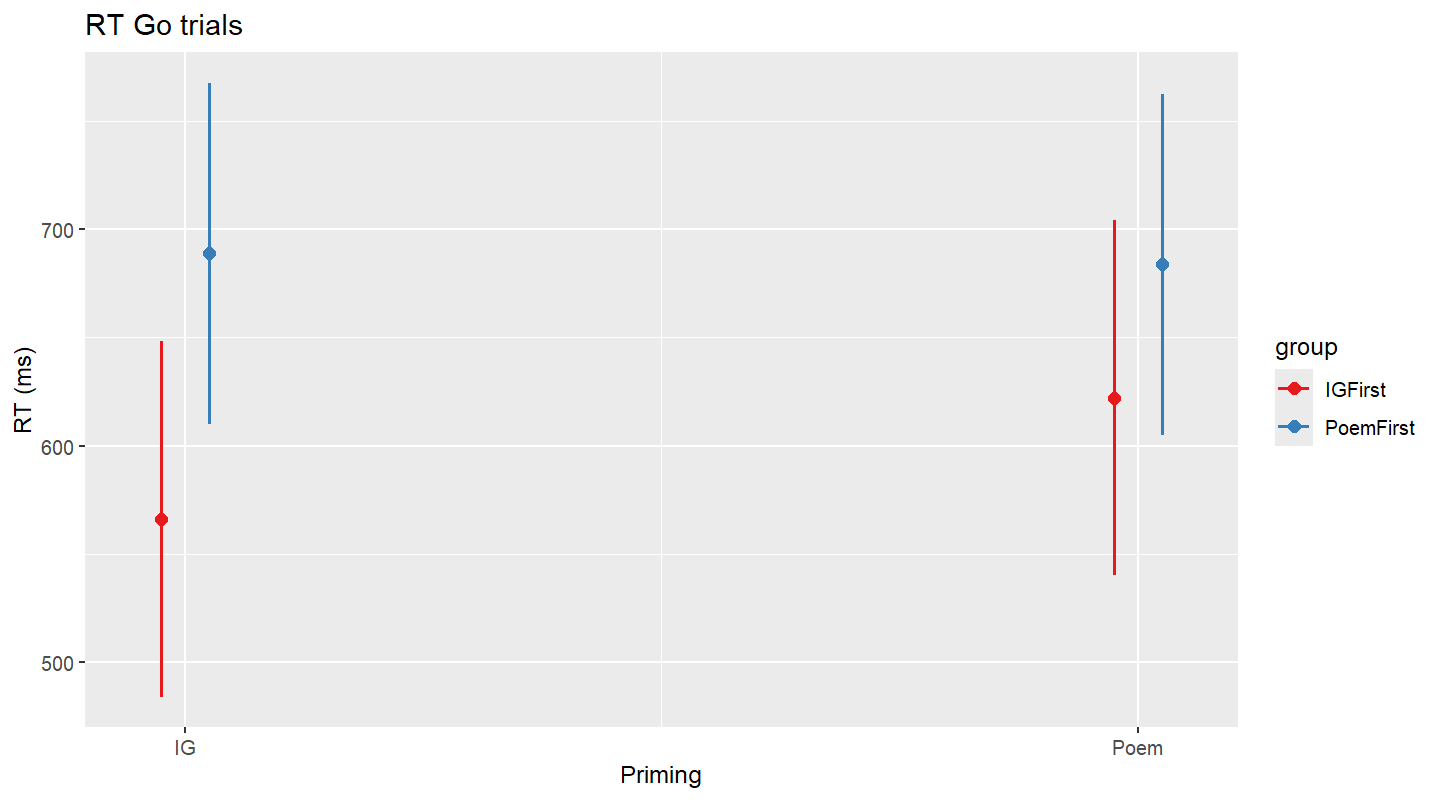 RT Go trials
700
600
500
RT (ms)
IG
Poem
Priming
group
IGFirst
PoemFirst